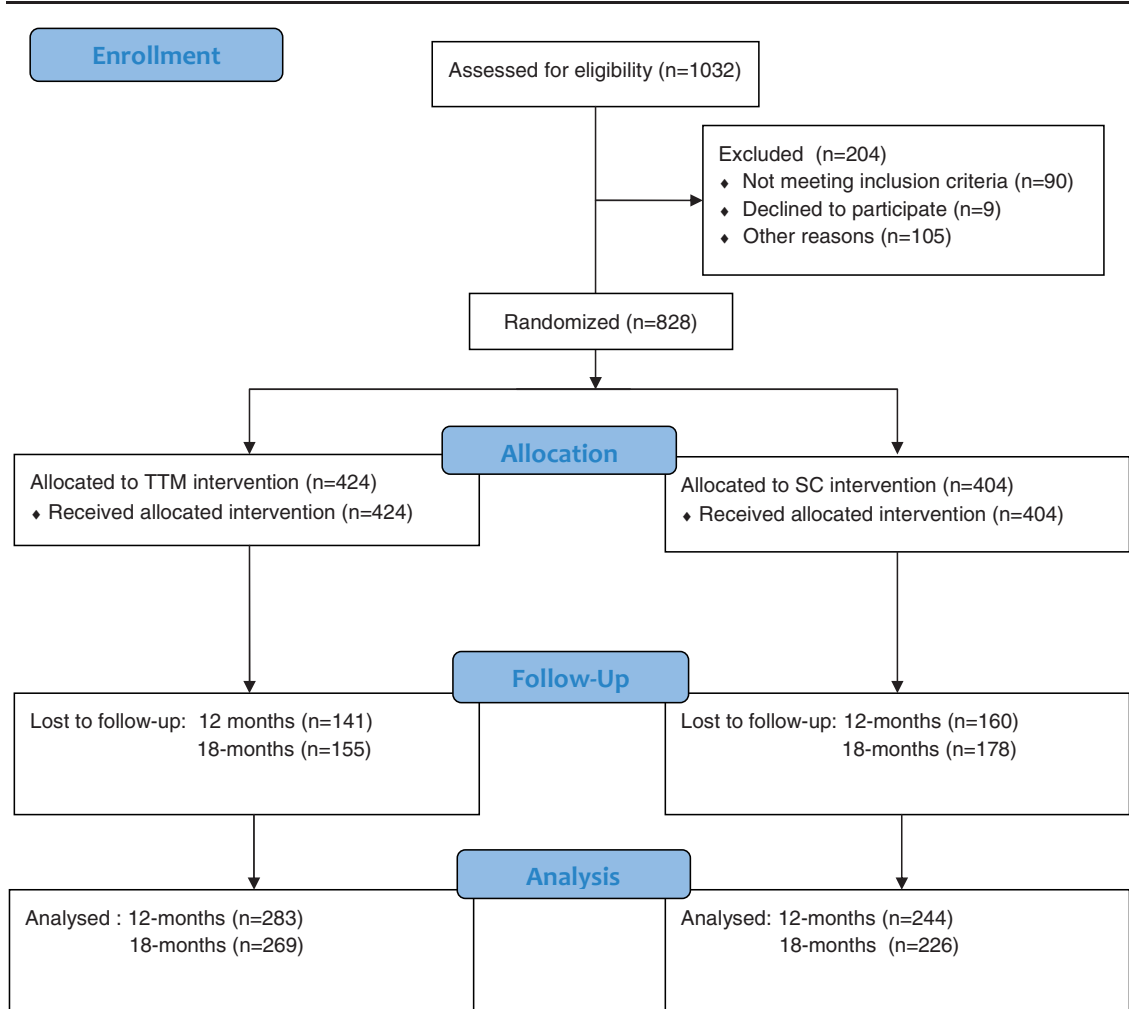 Enrollment
Assessed for eligibility (n=1032)
Excluded (n=204)
♦ Not meeting inclusion criteria (n=90)
♦ Declined to participate (n=9)
♦ Other reasons (n=105)
Randomized (n=828)
Allocation
Allocated to TTM intervention (n=424)
♦ Received allocated intervention (n=424)
Allocated to SC intervention (n=404)
♦ Received allocated intervention (n=404)
Follow-Up
Lost to follow-up: 12 months (n=141)
18-months (n=155)
Lost to follow-up: 12-months (n=160)
18-months (n=178)
Analysis
Analysed : 12-months (n=283)
18-months (n=269)
Analysed: 12-months (n=244)
18-months (n=226)